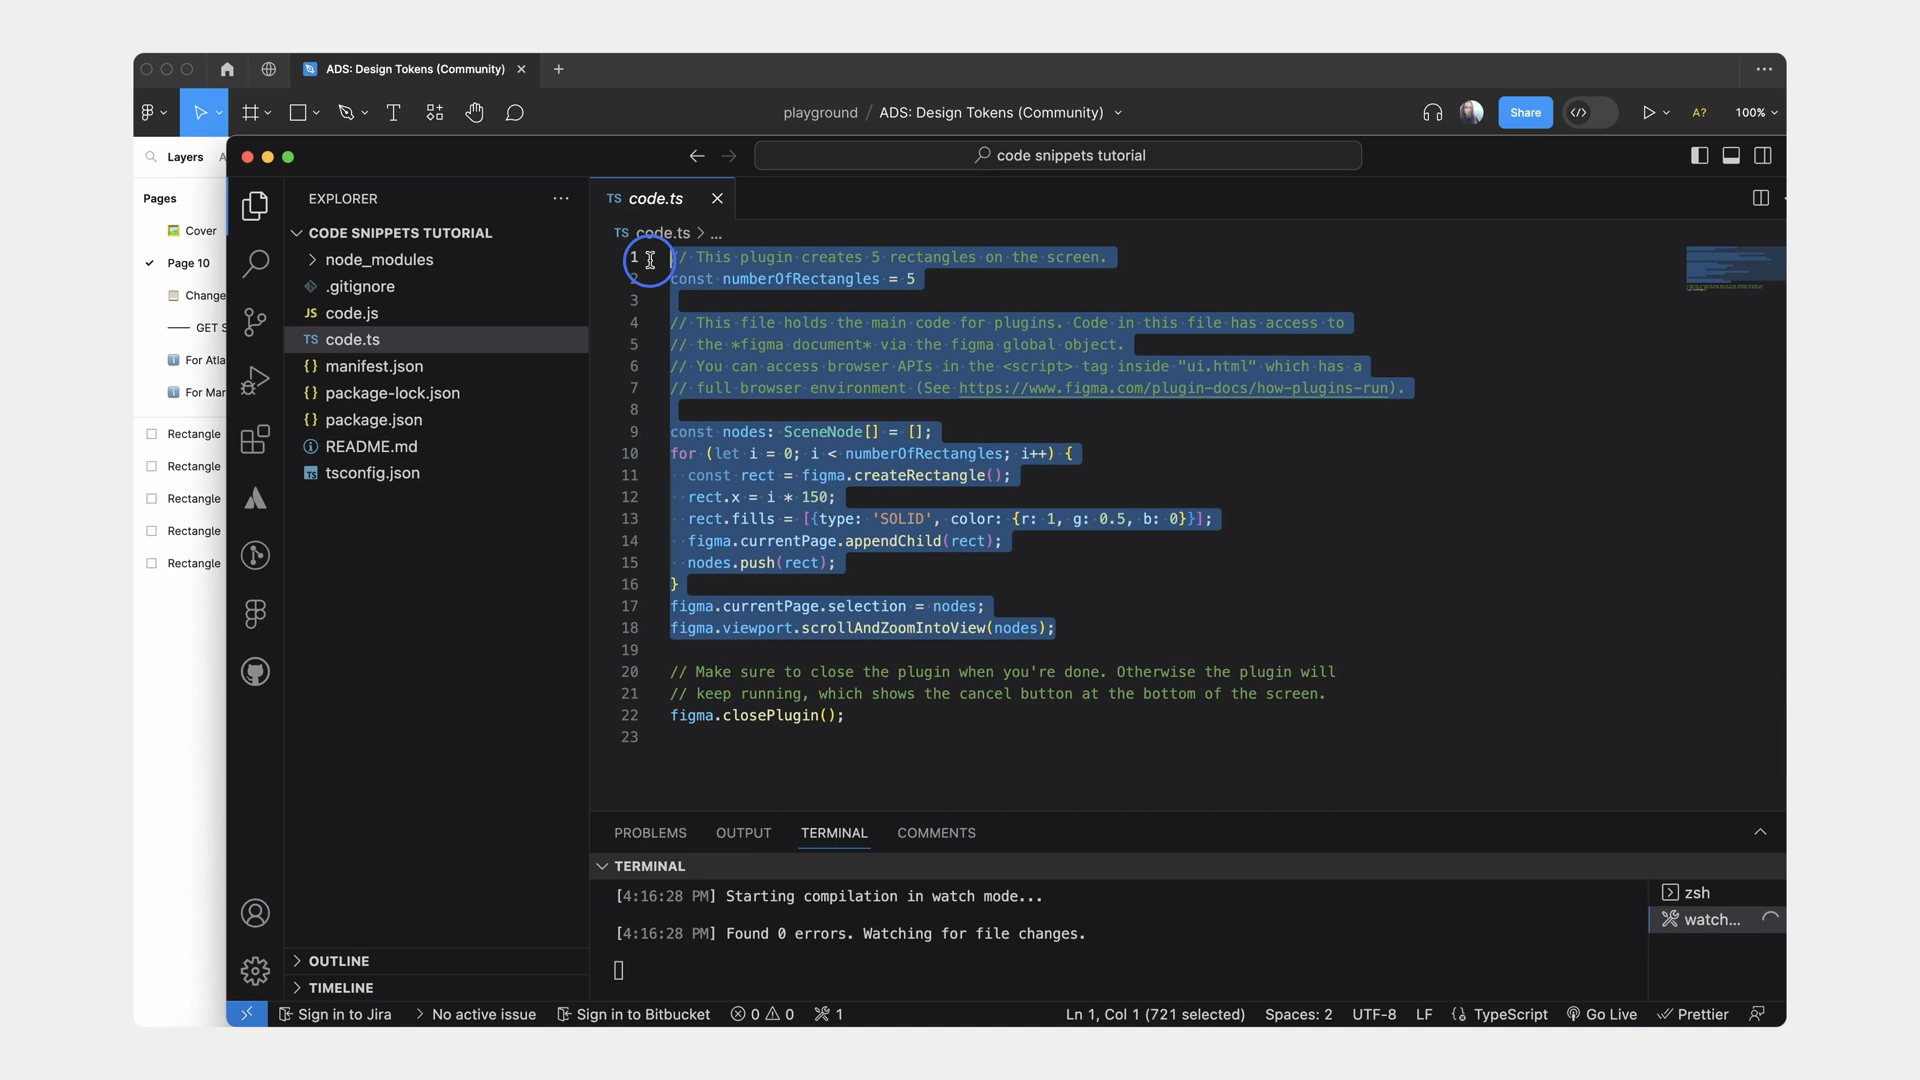 ADS: Design Tokens (Community)
playground / ADS: Design Tokens (Community)
Share
A?
100%
Layers
A
Pages
Cover
Page 10
Change
GET S
For Atla
For Mar
Rectangle
Rectangle
Rectangle
Rectangle
Rectangle
code snippets tutorial
EXPLORER
CODE SNIPPETS TUTORIAL
node_modules
.gitignore
JS code.js
TS code.ts
{} manifest.json
{} package-lock.json
{} package.json
README.md
TS tsconfig.json
OUTLINE
TIMELINE
TS code.ts
TS code.ts > ...
1 // This plugin creates 5 rectangles on the screen.
2 const numberOfRectangles = 5
3
4 // This file holds the main code for plugins. Code in this file has access to
5 // the *figma document* via the figma global object.
6 // You can access browser APIs in the <script> tag inside "ui.html" which has a
7 // full browser environment (See https://www.figma.com/plugin-docs/how-plugins-run).
8
9 const nodes: SceneNode[] = [];
10 for (let i = 0; i < numberOfRectangles; i++) {
11 const rect = figma.createRectangle();
12 rect.x = i * 150;
13 rect.fills = [{type: 'SOLID', color: {r: 1, g: 0.5, b: 0}}];
14 figma.currentPage.appendChild(rect);
15 nodes.push(rect);
16 }
17 figma.currentPage.selection = nodes;
18 figma.viewport.scrollAndZoomIntoView(nodes);
19
20 // Make sure to close the plugin when you're done. Otherwise the plugin will
21 // keep running, which shows the cancel button at the bottom of the screen.
22 figma.closePlugin();
23
PROBLEMS OUTPUT TERMINAL COMMENTS
TERMINAL
[4:16:28 PM] Starting compilation in watch mode...
[4:16:28 PM] Found 0 errors. Watching for file changes.
zsh
watch...
Sign in to Jira
No active issue
Sign in to Bitbucket
0 0
1
Ln 1, Col 1 (721 selected)
Spaces: 2
UTF-8
LF
TypeScript
Go Live
Prettier